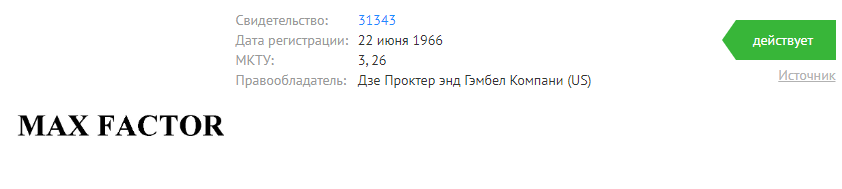 Свидетельство: 31343
Дата регистрации: 22 июня 1966
действует
МКТУ: 3, 26
Правообладатель: Дзе Проктер энд Гэмбел Компани (US)
Источник
MAX FACTOR